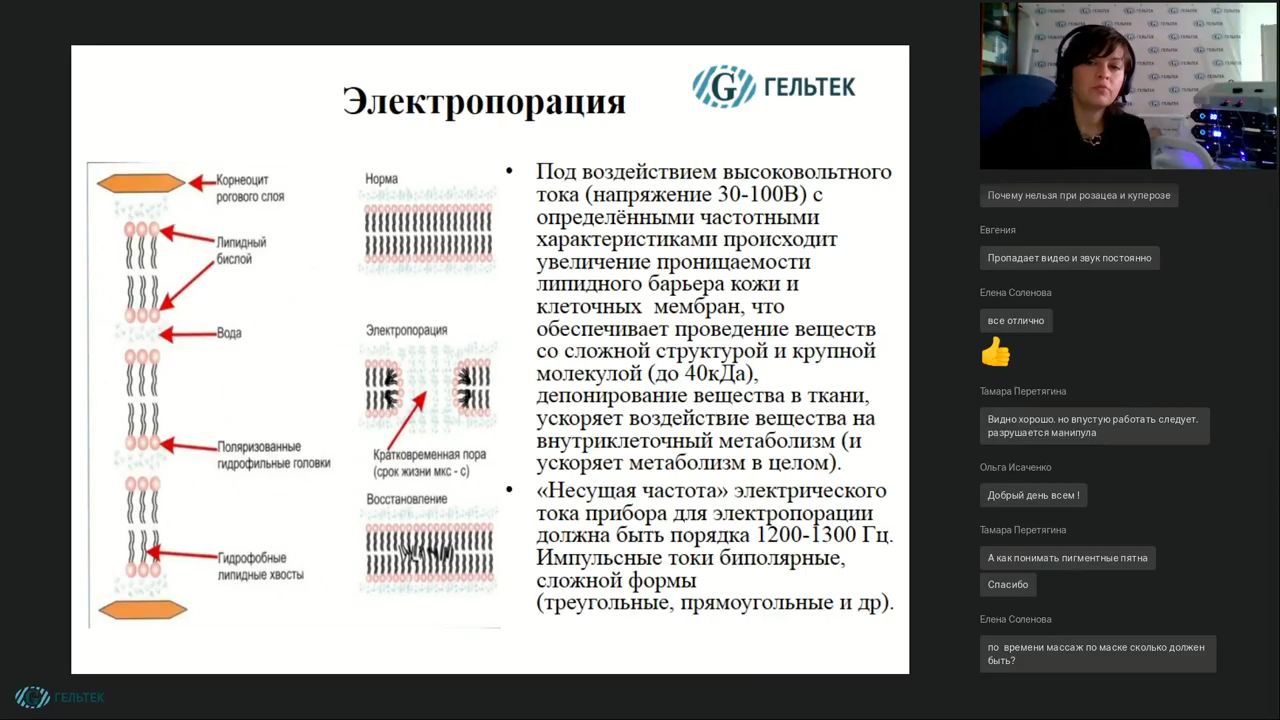 Электропорация
ГЕЛЬТЕК
Корнеоцит
рогового слоя
Липидный
бислой
Вода
Поляризованные
гидрофильные головки
Гидрофобные
липидные хвосты
Норма
Электропорация
Кратковременная пора
(срок жизни мкс - с)
Восстановление
• Под воздействием высоковольтного
тока (напряжение 30-100В) с
определёнными частотными
характеристиками происходит
увеличение проницаемости
липидного барьера кожи и
клеточных мембран, что
обеспечивает проведение веществ
со сложной структурой и крупной
молекулой (до 40кДа),
депонирование вещества в ткани,
ускоряет воздействие вещества на
внутриклеточный метаболизм (и
ускоряет метаболизм в целом).
• «Несущая частота» электрического
тока прибора для электропорации
должна быть порядка 1200-1300 Гц.
Импульсные токи биполярные,
сложной формы
(треугольные, прямоугольные и др).
ГЕЛЬТЕК
Почему нельзя при розацеа и куперозе
Евгения
Пропадает видео и звук постоянно
Елена Соленова
все отлично
Тамара Перетягина
Видно хорошо. но впустую работать следует.
разрушается манипула
Ольга Исаченко
Добрый день всем !
Тамара Перетягина
А как понимать пигментные пятна
Спасибо
Елена Соленова
по времени массаж по маске сколько должен
быть?